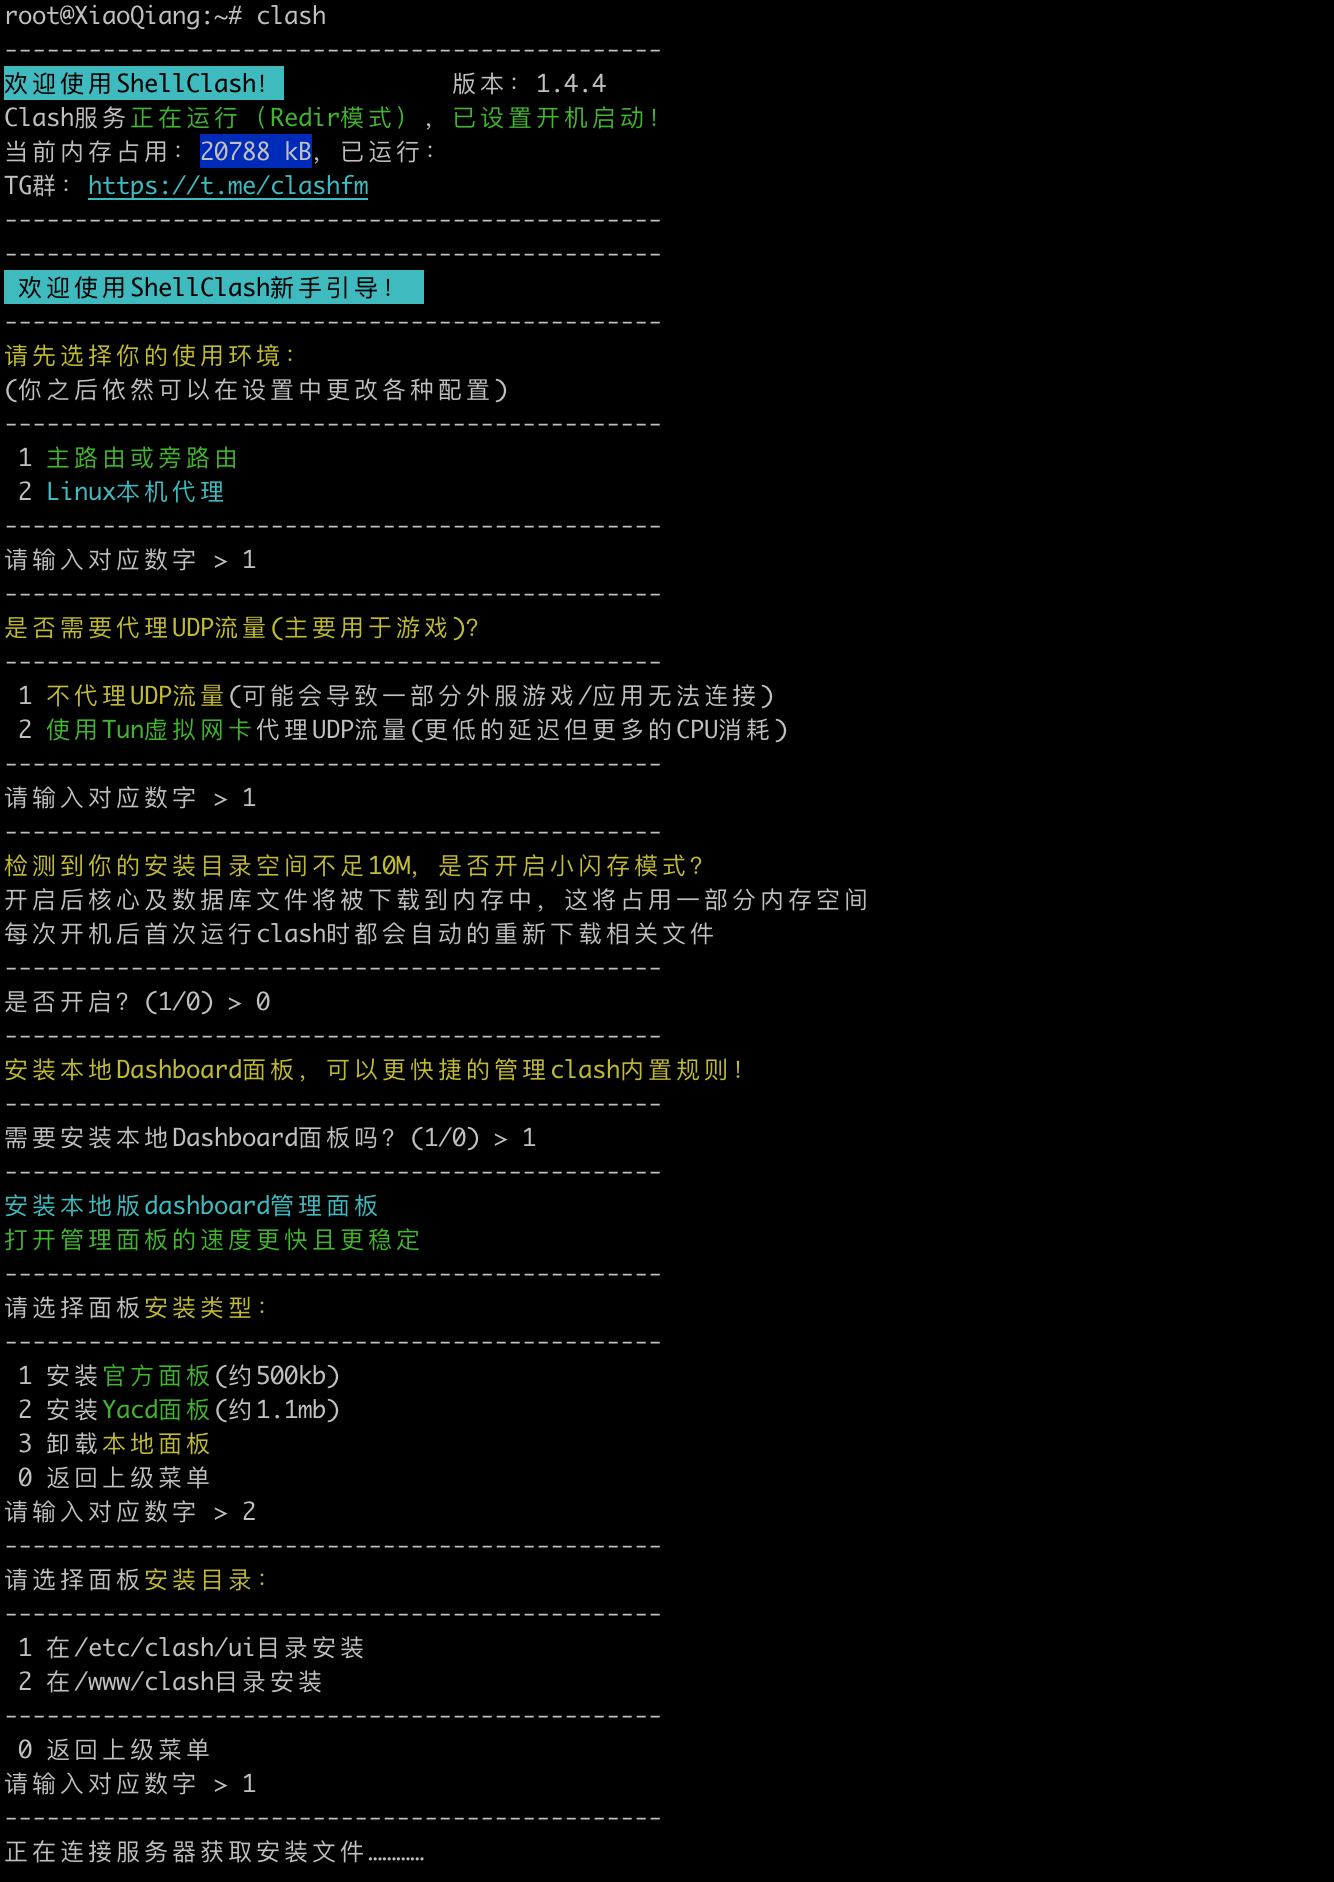 root@XiaoQiang:~# clash
-----------------------------------------------
欢迎使用ShellClash！ 版本：1.4.4
Clash服务正在运行（Redir模式），已设置开机启动！
当前内存占用：20788 kB，已运行：
TG群：https://t.me/clashfm
-----------------------------------------------
-----------------------------------------------
欢迎使用ShellClash新手引导！
-----------------------------------------------
请先选择你的使用环境：
(你之后依然可以在设置中更改各种配置)
-----------------------------------------------
1 主路由或旁路由
2 Linux本机代理
-----------------------------------------------
请输入对应数字 > 1
-----------------------------------------------
是否需要代理UDP流量(主要用于游戏)？
-----------------------------------------------
1 不代理UDP流量(可能会导致一部分外服游戏/应用无法连接)
2 使用Tun虚拟网卡代理UDP流量(更低的延迟但更多的CPU消耗)
-----------------------------------------------
请输入对应数字 > 1
-----------------------------------------------
检测到你的安装目录空间不足10M，是否开启小闪存模式？
开启后核心及数据库文件将被下载到内存中，这将占用一部分内存空间
每次开机后首次运行clash时都会自动的重新下载相关文件
-----------------------------------------------
是否开启？(1/0) > 0
-----------------------------------------------
安装本地Dashboard面板，可以更快捷的管理clash内置规则！
-----------------------------------------------
需要安装本地Dashboard面板吗？(1/0) > 1
-----------------------------------------------
安装本地版dashboard管理面板
打开管理面板的速度更快且更稳定
-----------------------------------------------
请选择面板安装类型：
-----------------------------------------------
1 安装官方面板(约500kb)
2 安装Yacd面板(约1.1mb)
3 卸载本地面板
0 返回上级菜单
请输入对应数字 > 2
-----------------------------------------------
请选择面板安装目录：
-----------------------------------------------
1 在/etc/clash/ui目录安装
2 在/www/clash目录安装
-----------------------------------------------
0 返回上级菜单
请输入对应数字 > 1
-----------------------------------------------
正在连接服务器获取安装文件…………